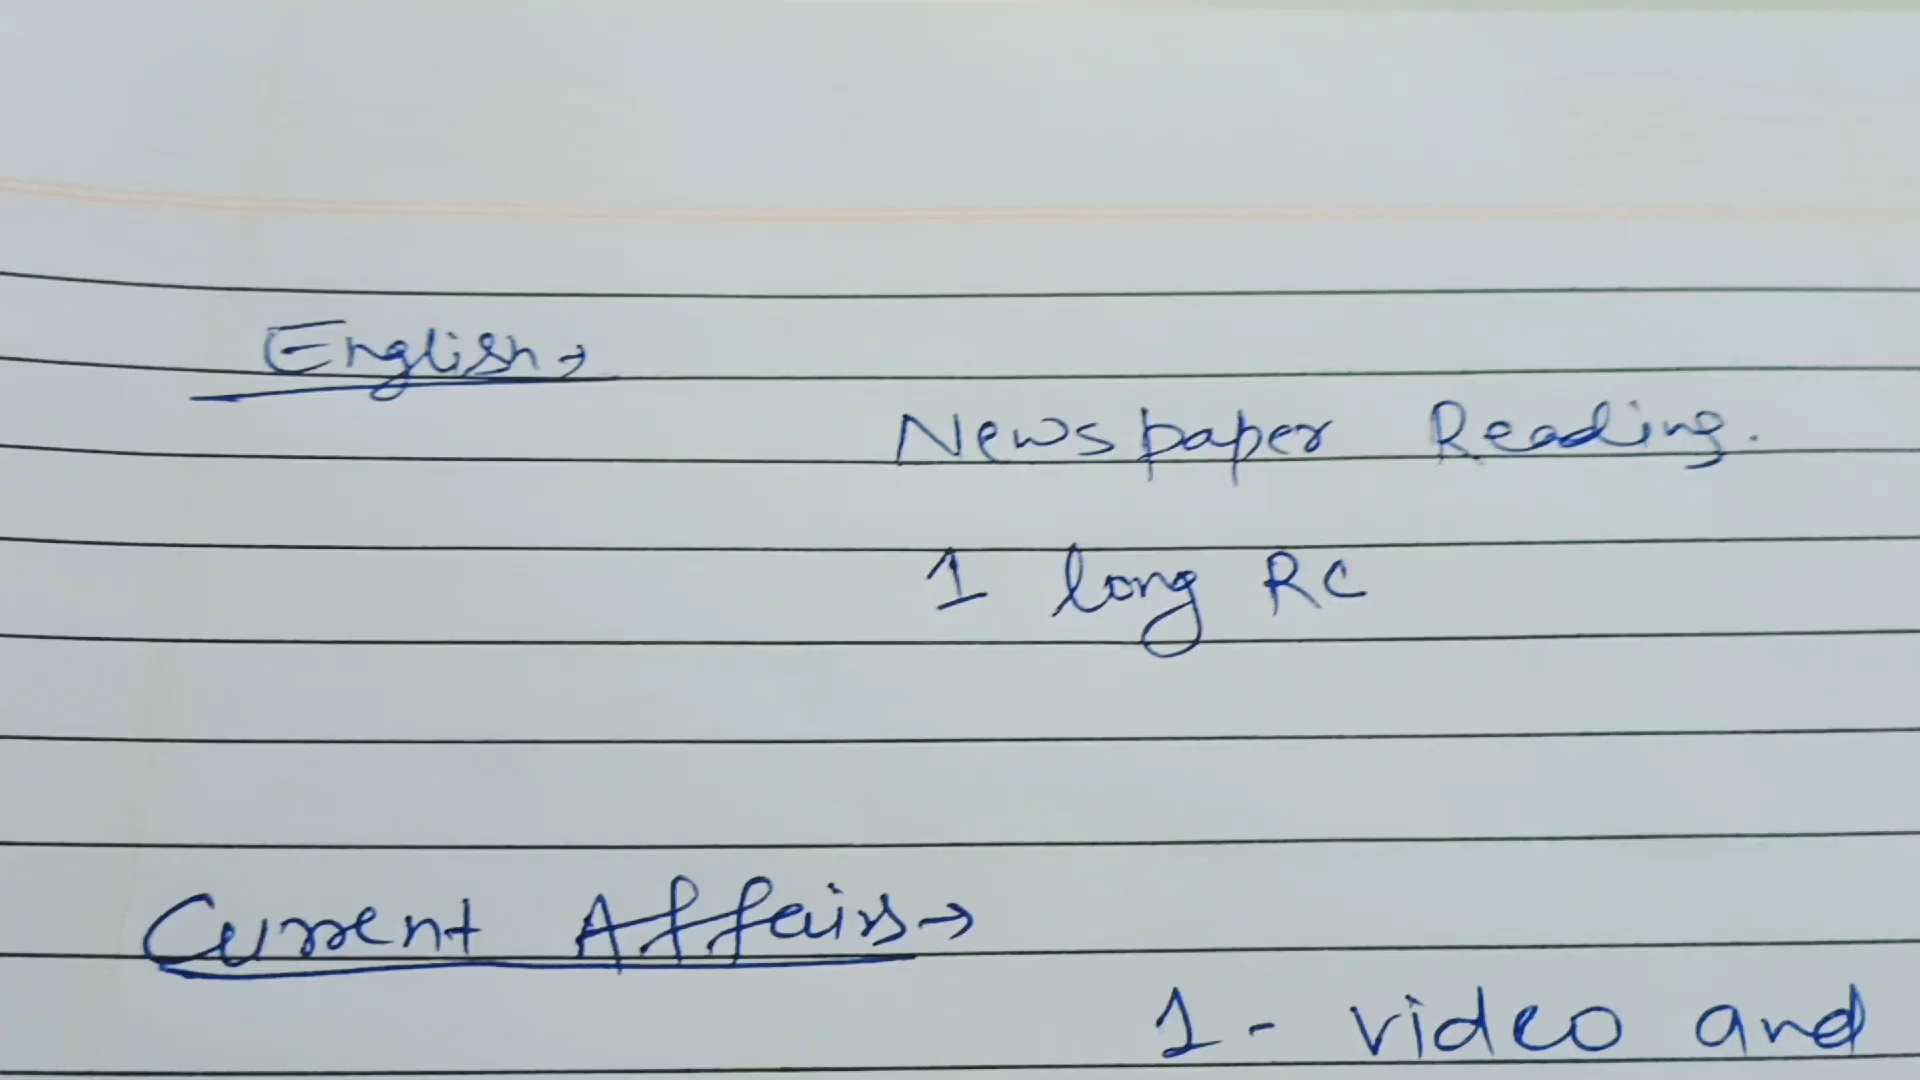 English→
Newspaper Reading.
1 long RC
Current Affairs→
1 - video and